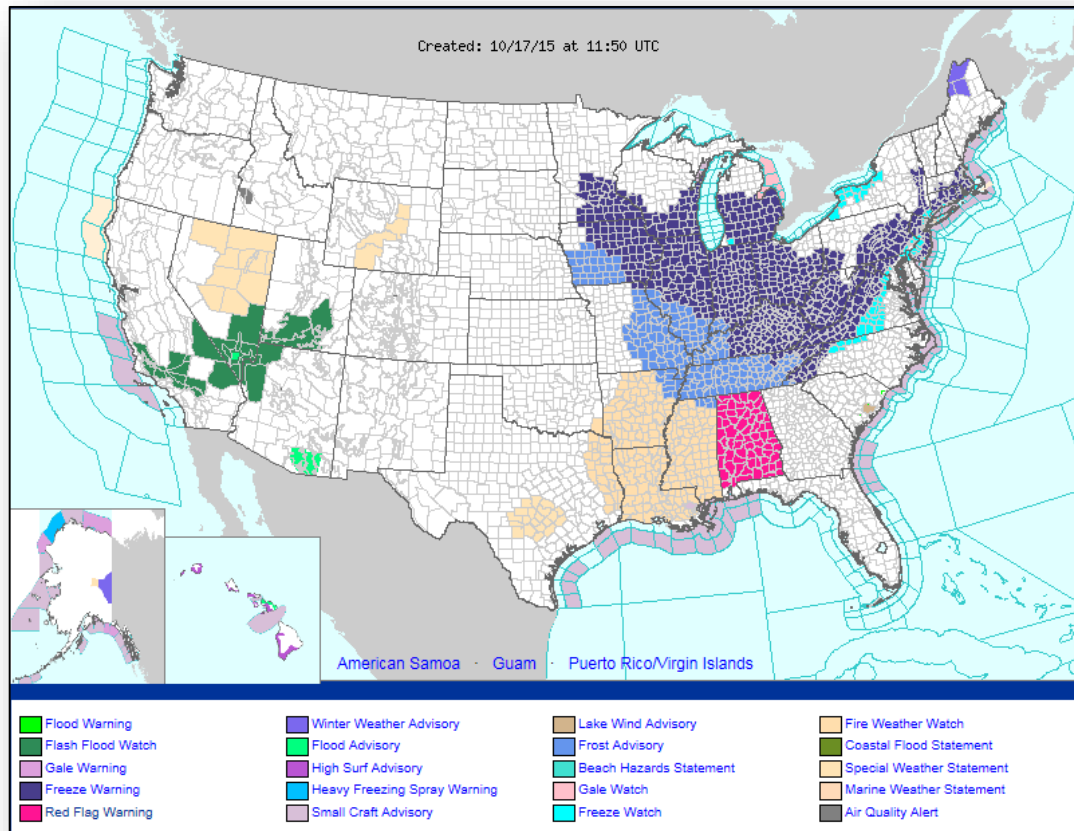 Created: 10/17/15 at 11:50 UTC
American Samoa · Guam · Puerto Rico/Virgin Islands
Flood Warning Winter Weather Advisory Lake Wind Advisory Fire Weather Watch
Flash Flood Watch Flood Advisory Frost Advisory Coastal Flood Statement
Gale Warning High Surf Advisory Beach Hazards Statement Special Weather Statement
Freeze Warning Heavy Freezing Spray Warning Gale Watch Marine Weather Statement
Red Flag Warning Small Craft Advisory Freeze Watch Air Quality Alert